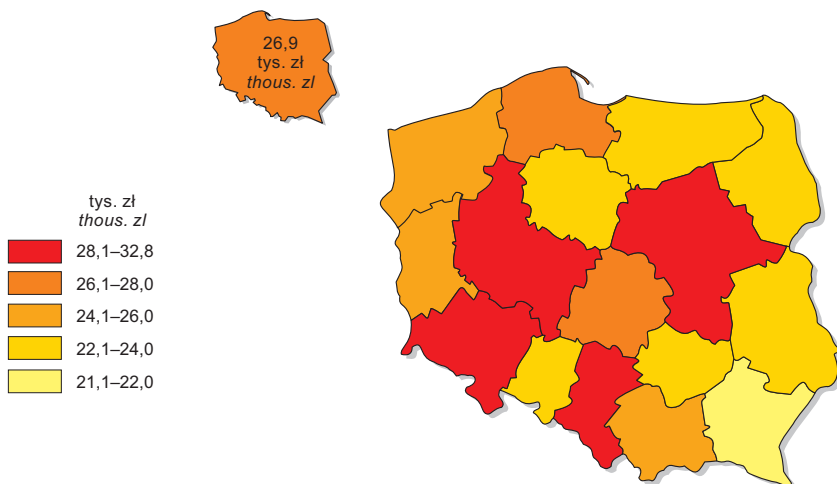 26,9
tys. zł
thous. zl
tys. zł
thous. zl
28,1–32,8
26,1–28,0
24,1–26,0
22,1–24,0
21,1–22,0